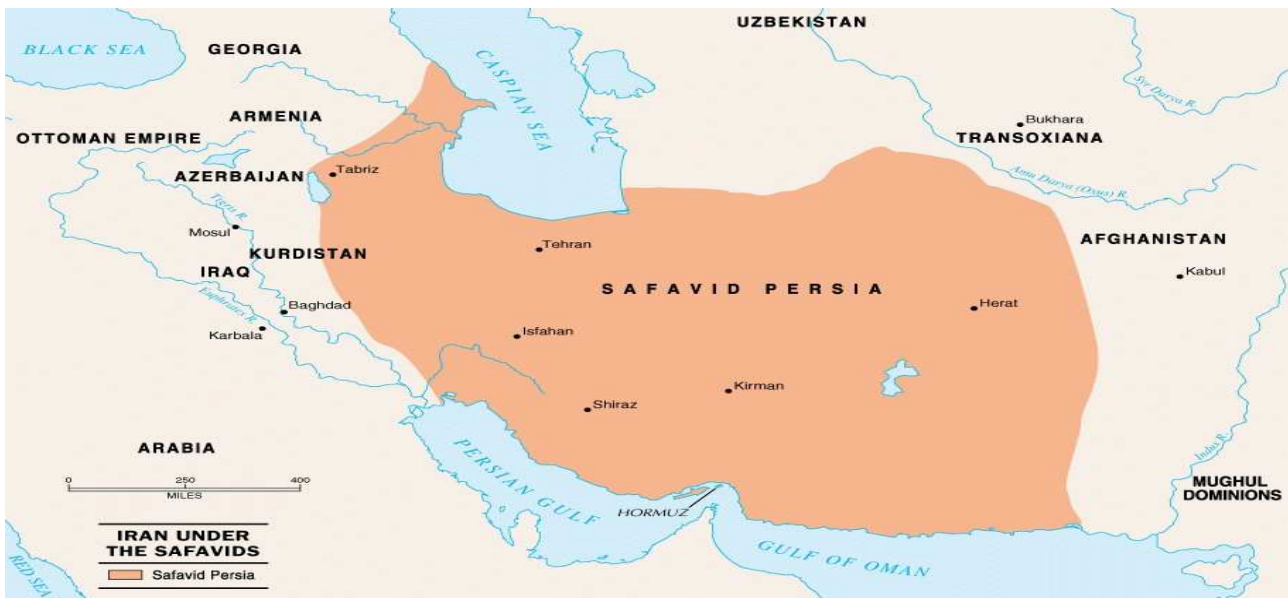 UZBEKISTAN
BLACK SEA
GEORGIA
CASPIAN SEA
Syr Darya R.
ARMENIA
Bukhara
OTTOMAN EMPIRE
TRANSOXIANA
Tabriz
AZERBAIJAN
Amu Darya (Oxus) R.
Tigris R.
Mosul
Tehran
AFGHANISTAN
KURDISTAN
IRAQ
Kabul
SAFAVID PERSIA
Euphrates R.
Baghdad
Herat
Karbala
Isfahan
Kirman
Shiraz
ARABIA
PERSIAN GULF
Indus R.
0 250 400
MILES
MUGHUL
DOMINIONS
HORMUZ
IRAN UNDER
THE SAFAVIDS
GULF OF OMAN
Safavid Persia
RED SEA